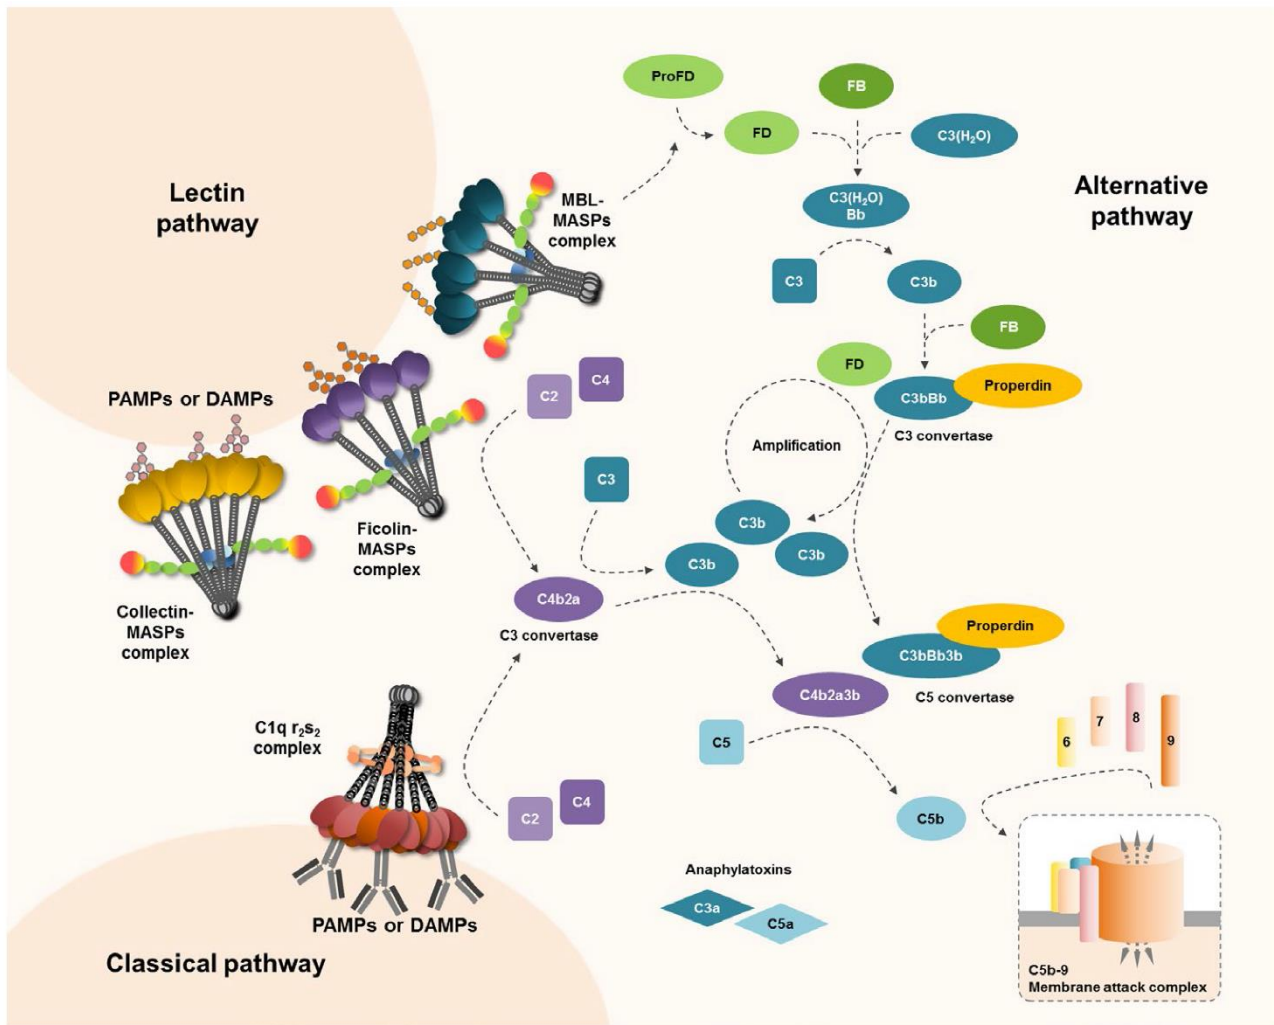 Lectin
pathway
Alternative
pathway
ProFD
FB
FD
C3(H₂O)
MBL-
MASPs
complex
C3(H₂O)
Bb
C3
C3b
FB
FD
C3bBb
Properdin
C3 convertase
PAMPs or DAMPs
C2
C4
Amplification
C3
Ficolin-
MASPs
complex
C3b
C3b
C3b
Collectin-
MASPs
complex
C4b2a
C3 convertase
Properdin
C3bBb3b
C4b2a3b
C5 convertase
C1q r₂s₂
complex
C5
6
7
8
9
C2
C4
C5b
Anaphylatoxins
C3a
C5a
PAMPs or DAMPs
Classical pathway
C5b-9
Membrane attack complex